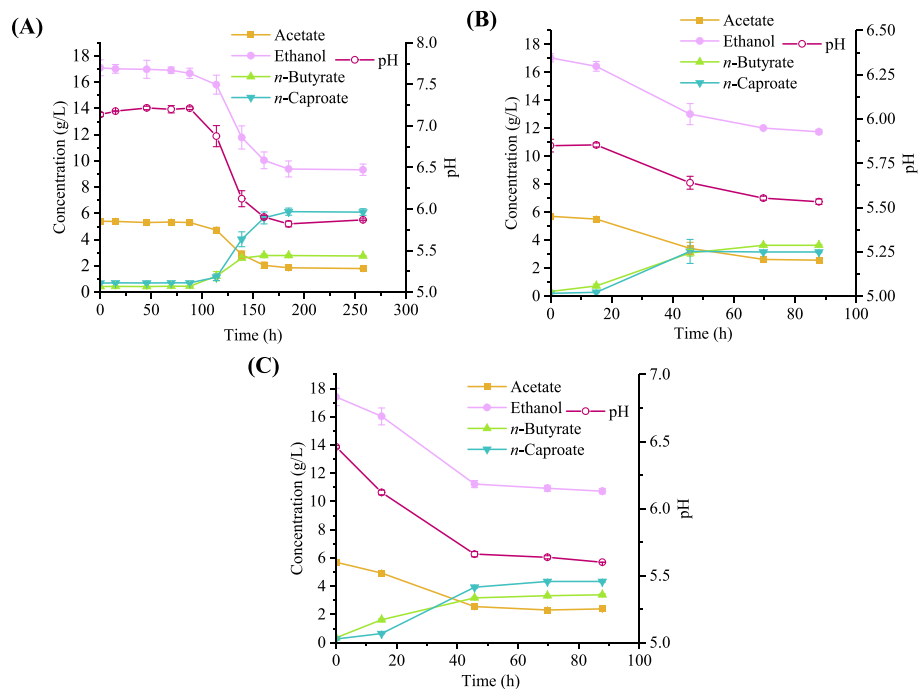 (A)
Acetate
Ethanol
n-Butyrate
n-Caproate
pH
Concentration (g/L)
18
16
14
12
10
8
6
4
2
0
8.0
7.5
7.0
6.5
6.0
5.5
5.0
pH
0 50 100 150 200 250 300
Time (h)
(B)
Acetate
Ethanol
n-Butyrate
n-Caproate
pH
Concentration (g/L)
18
16
14
12
10
8
6
4
2
0
6.50
6.25
6.00
5.75
5.50
5.25
5.00
pH
0 20 40 60 80 100
Time (h)
(C)
Acetate
Ethanol
n-Butyrate
n-Caproate
pH
Concentration (g/L)
18
16
14
12
10
8
6
4
2
0
7.0
6.5
6.0
5.5
5.0
pH
0 20 40 60 80 100
Time (h)